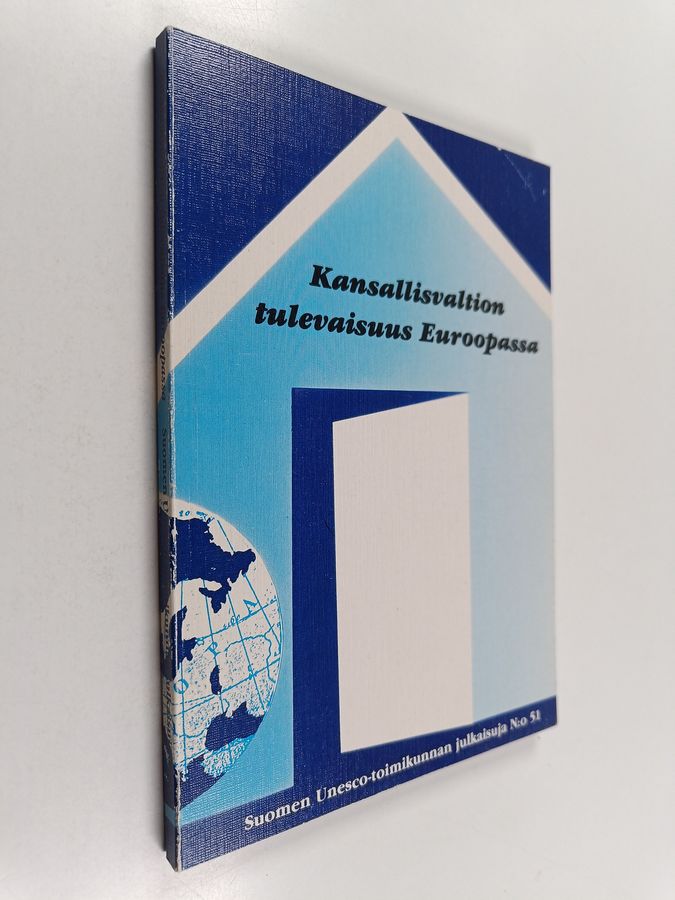 Kansallisvaltion
tulevaisuus Euroopassa
Suomen Unesco-toimikunnan julkaisuja N:o 51